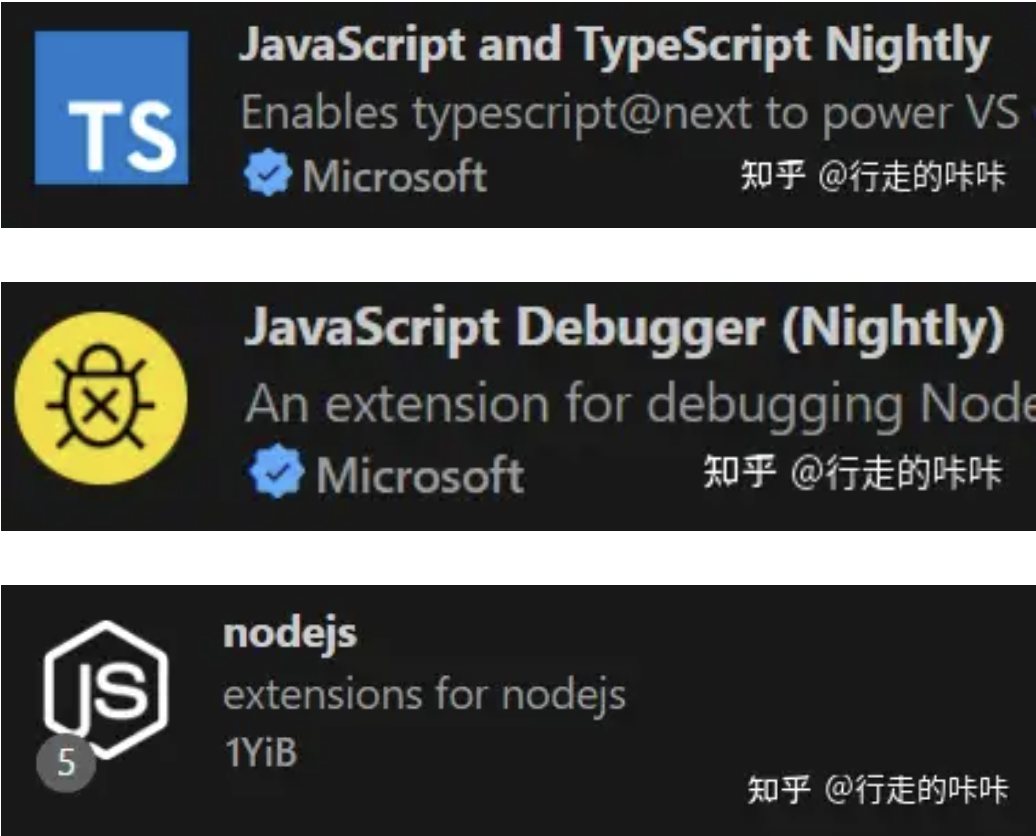 JavaScript and TypeScript Nightly
TS
Enables typescript@next to power VS
Microsoft
知乎 @行走的咔咔
JavaScript Debugger (Nightly)
An extension for debugging Node
Microsoft
知乎 @行走的咔咔
nodejs
JS
extensions for nodejs
5
1YiB
知乎 @行走的咔咔